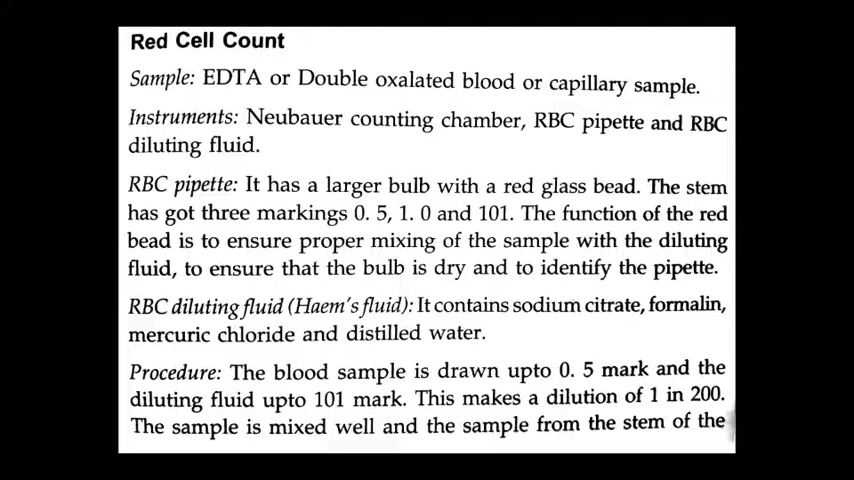 Red Cell Count
Sample: EDTA or Double oxalated blood or capillary sample.
Instruments: Neubauer counting chamber, RBC pipette and RBC
diluting fluid.
RBC pipette: It has a larger bulb with a red glass bead. The stem
has got three markings 0. 5, 1. 0 and 101. The function of the red
bead is to ensure proper mixing of the sample with the diluting
fluid, to ensure that the bulb is dry and to identify the pipette.
RBC diluting fluid (Haem's fluid): It contains sodium citrate, formalin,
mercuric chloride and distilled water.
Procedure: The blood sample is drawn upto 0. 5 mark and the
diluting fluid upto 101 mark. This makes a dilution of 1 in 200.
The sample is mixed well and the sample from the stem of the